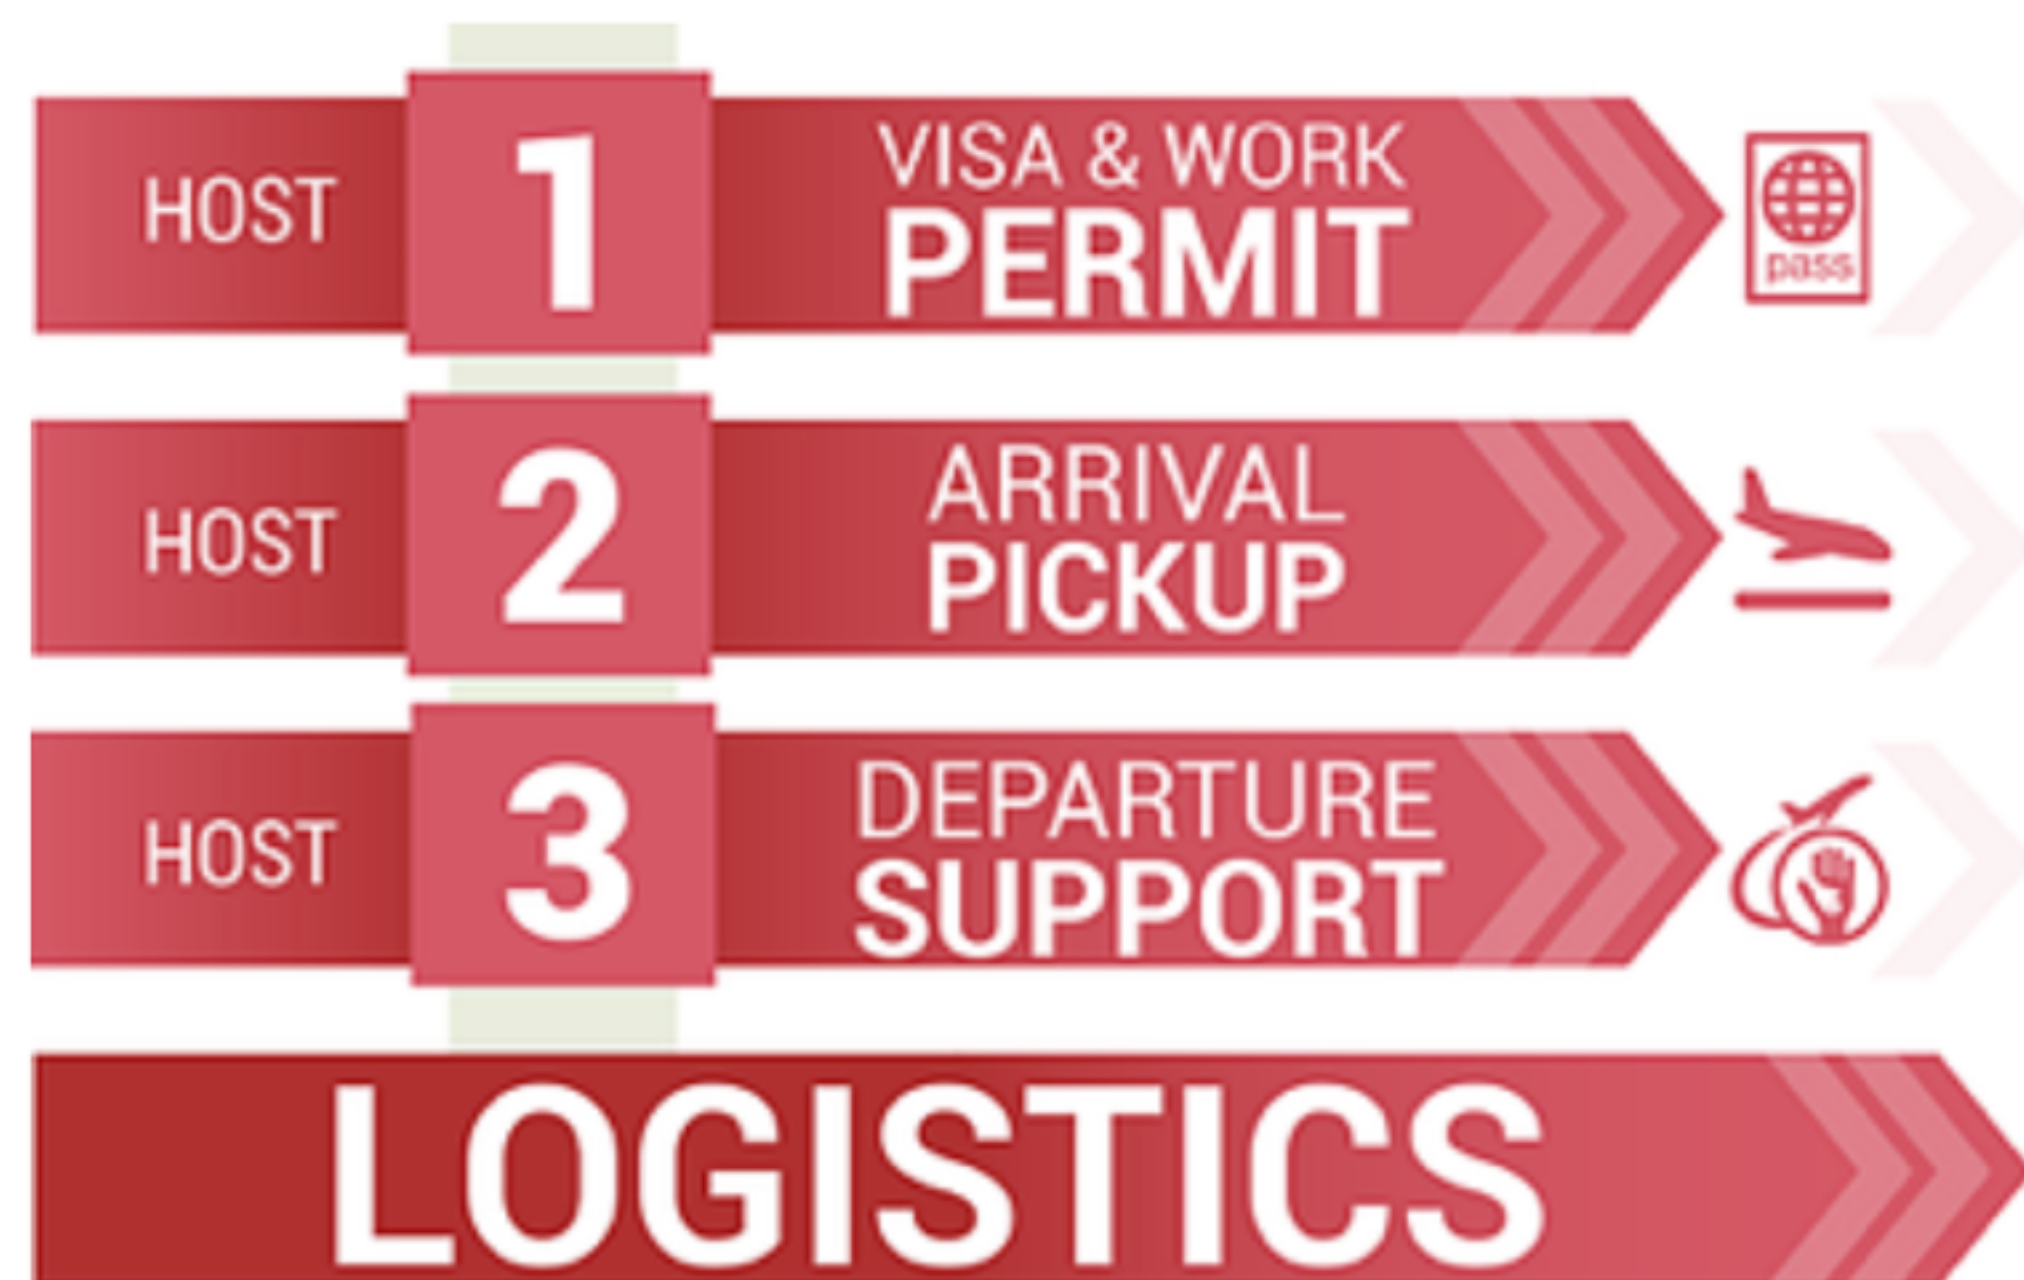 HOST
1
VISA & WORK
PERMIT
pass
HOST
2
ARRIVAL
PICKUP
HOST
3
DEPARTURE
SUPPORT
LOGISTICS